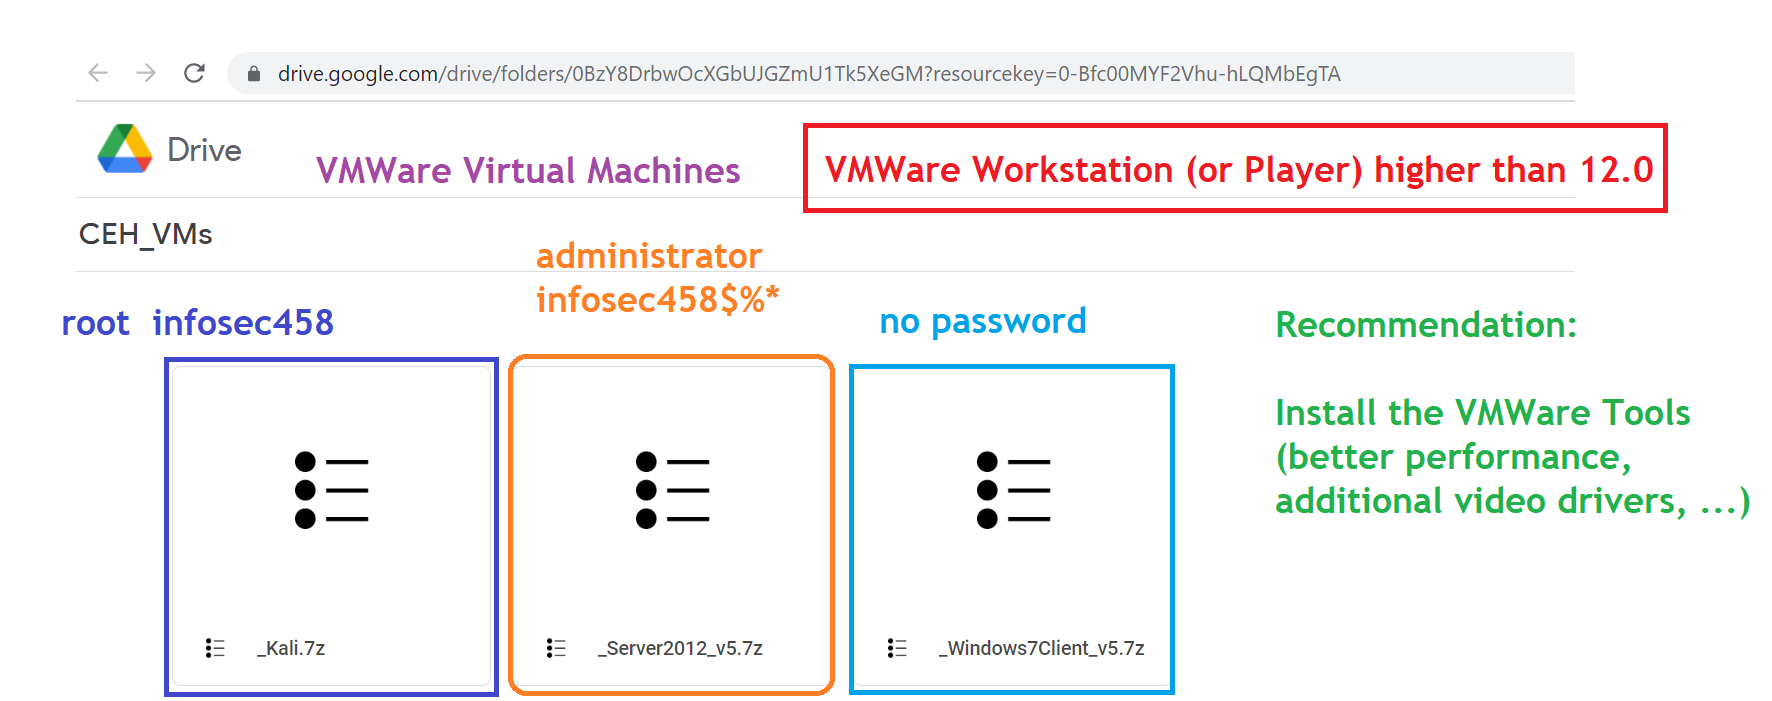 drive.google.com/drive/folders/0BzY8DrbwOcXGbUJGZmU1Tk5XeGM?resourcekey=0-Bfc00MYF2Vhu-hLQMbEgTA
Drive
VMWare Virtual Machines
VMWare Workstation (or Player) higher than 12.0
CEH_VMs
administrator
infosec458$%*
root infosec458
no password
Recommendation:
Install the VMWare Tools
(better performance,
additional video drivers, ...)
_Kali.7z
_Server2012_v5.7z
_Windows7Client_v5.7z